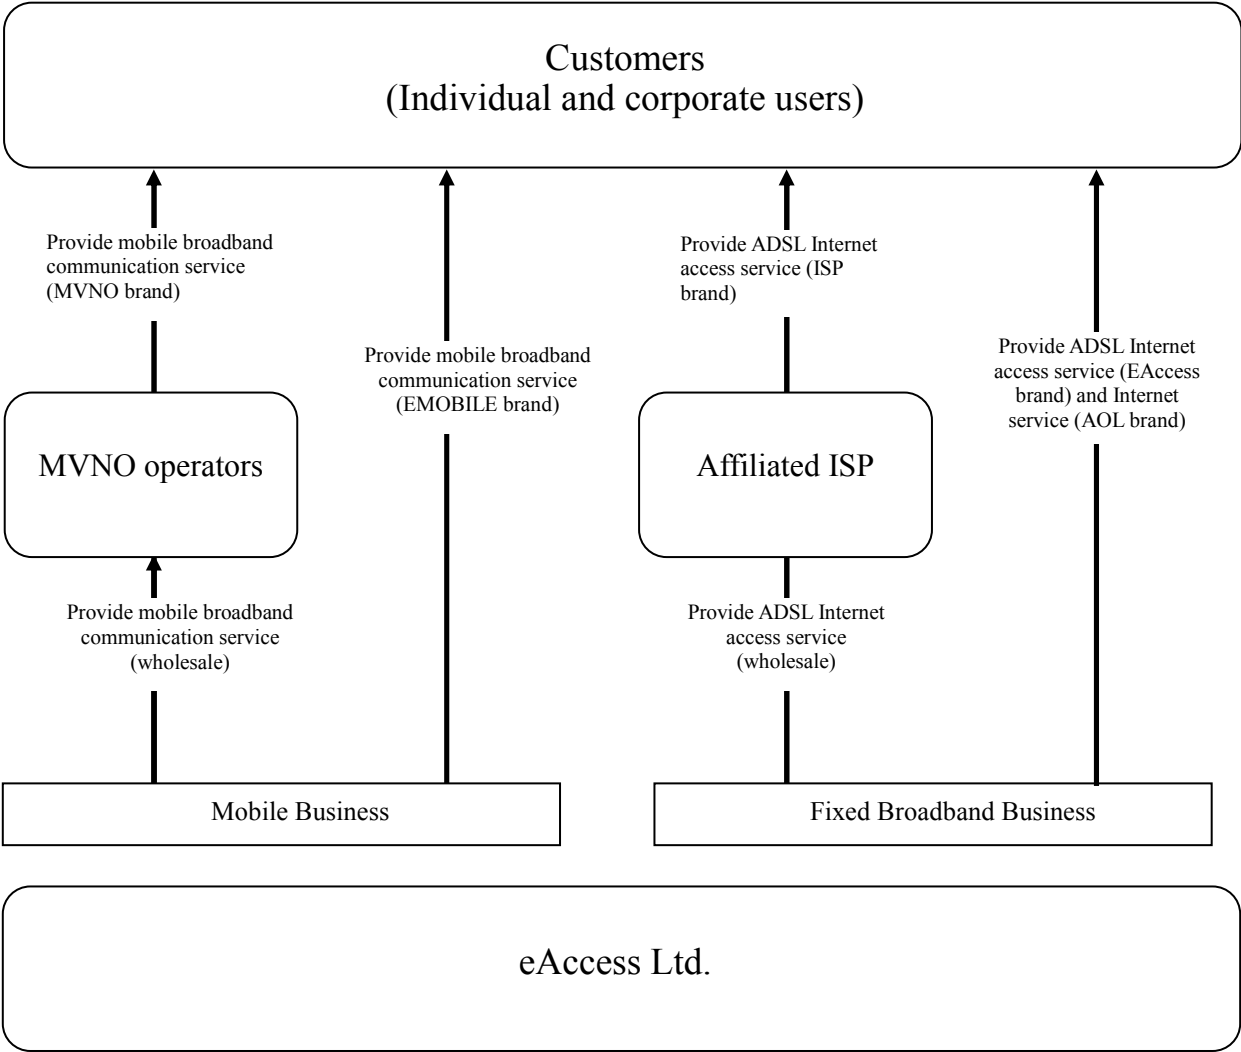 Customers
(Individual and corporate users)
Provide mobile broadband
communication service
(MVNO brand)
Provide mobile broadband
communication service
(EMOBILE brand)
Provide ADSL Internet
access service (ISP
brand)
Provide ADSL Internet
access service (EAccess
brand) and Internet
service (AOL brand)
MVNO operators
Affiliated ISP
Provide mobile broadband
communication service
(wholesale)
Provide ADSL Internet
access service
(wholesale)
Mobile Business
Fixed Broadband Business
eAccess Ltd.